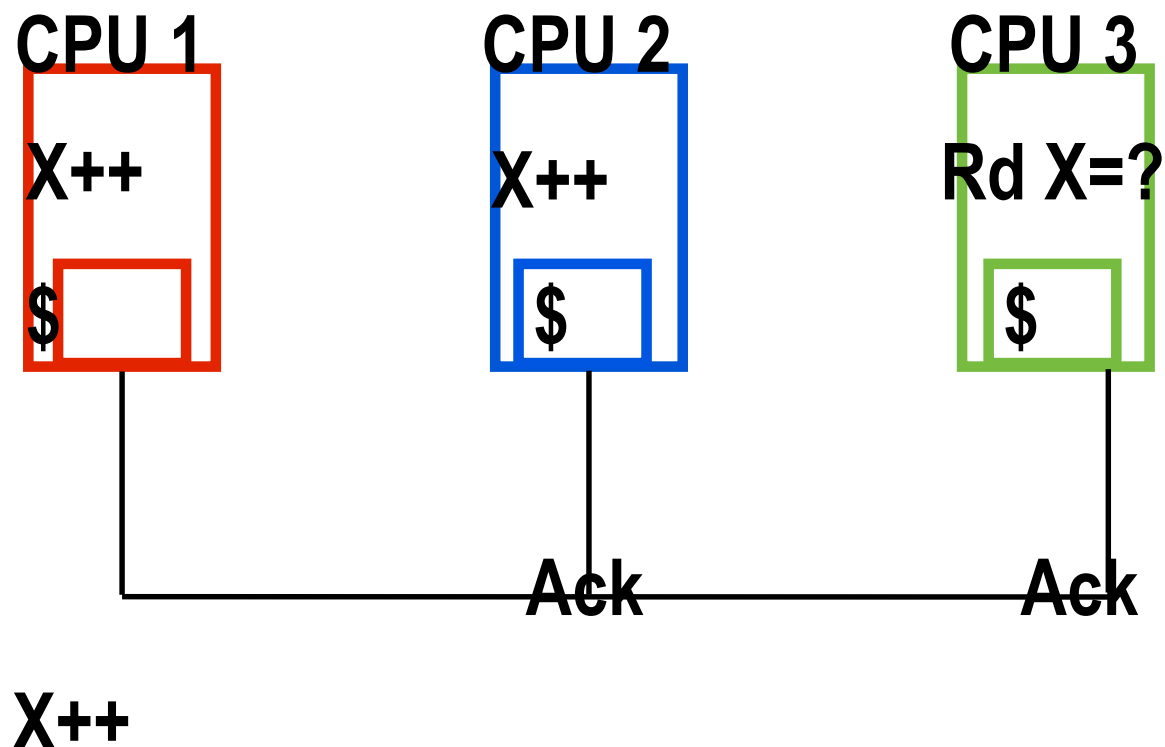 CPU 1
CPU 2
CPU 3
X++
X++
Rd X=?
$
$
$
Ack
Ack
X++